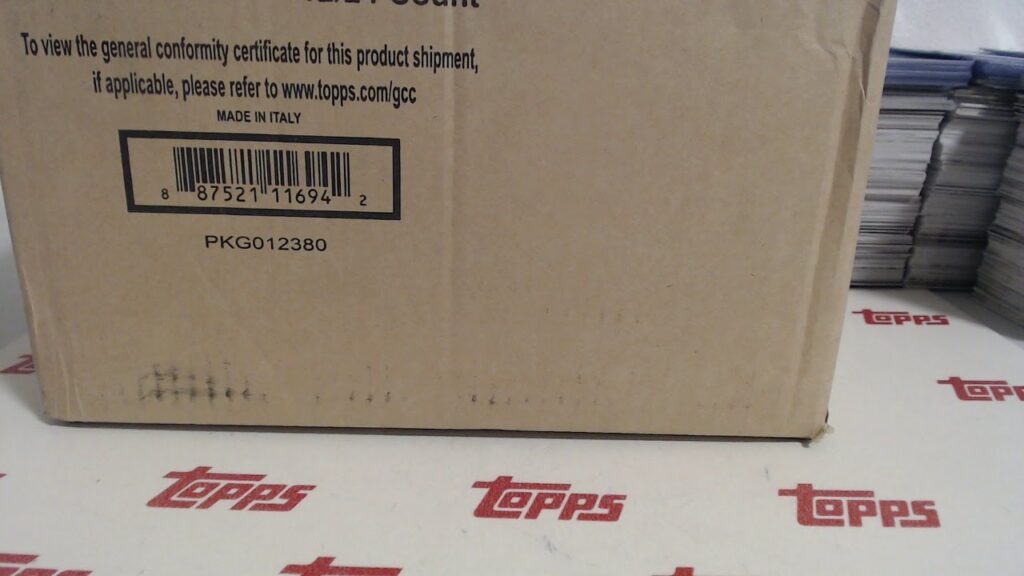 Count
To view the general conformity certificate for this product shipment,
if applicable, please refer to www.topps.com/gcc
MADE IN ITALY
8 87521 11694 2
PKG012380
topps
topps
topps
topps
topps